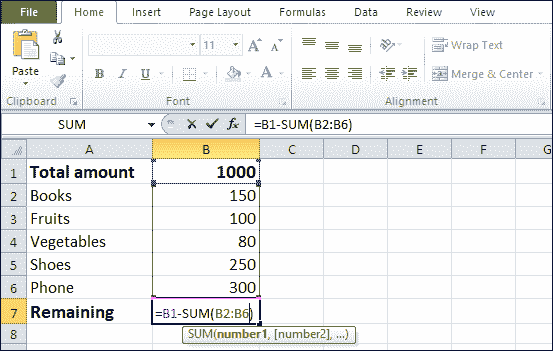 File Home Insert Page Layout Formulas Data Review View
Paste
11 A A
Wrap Text
B I U A
Merge & Center
Clipboard Font Alignment
SUM fx =B1-SUM(B2:B6)
A B C D E F G
1 Total amount 1000
2 Books 150
3 Fruits 100
4 Vegetables 80
5 Shoes 250
6 Phone 300
7 Remaining =B1-SUM(B2:B6)
8 SUM(number1, [number2], ...)